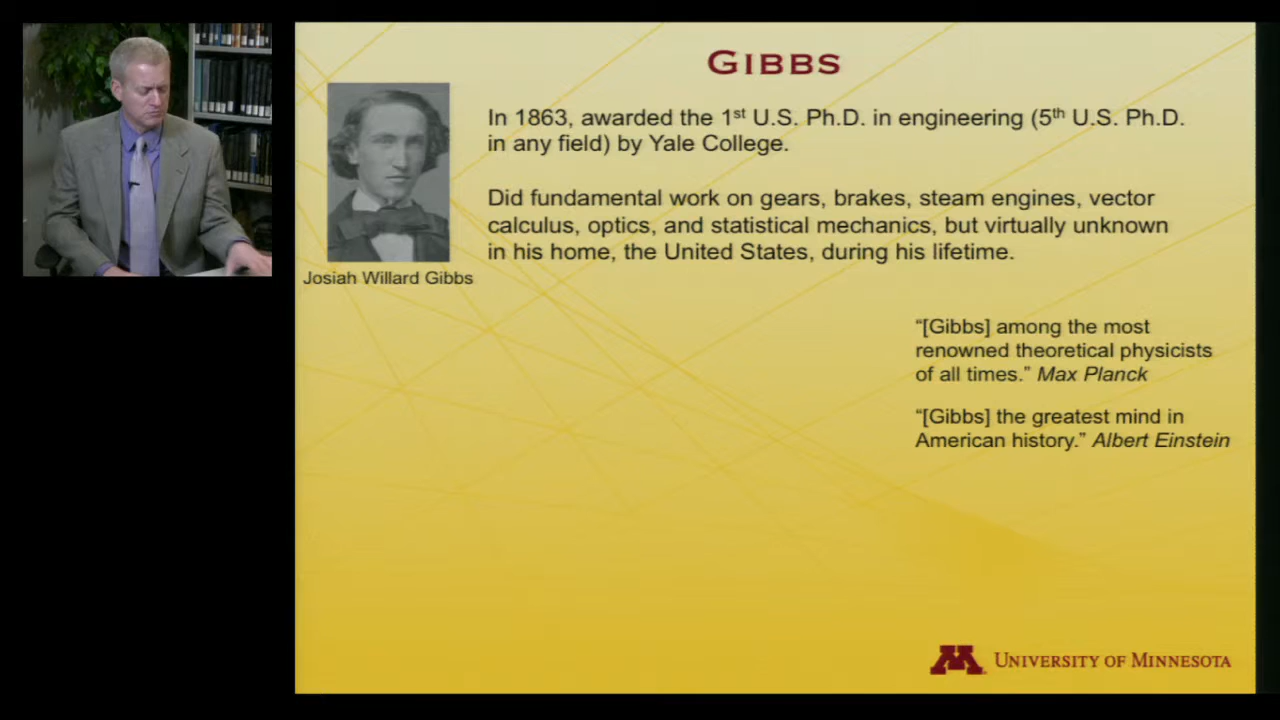 GIBBS
In 1863, awarded the 1st U.S. Ph.D. in engineering (5th U.S. Ph.D.
in any field) by Yale College.
Did fundamental work on gears, brakes, steam engines, vector
calculus, optics, and statistical mechanics, but virtually unknown
in his home, the United States, during his lifetime.
Josiah Willard Gibbs
“[Gibbs] among the most
renowned theoretical physicists
of all times.” Max Planck
“[Gibbs] the greatest mind in
American history.” Albert Einstein
M UNIVERSITY OF MINNESOTA